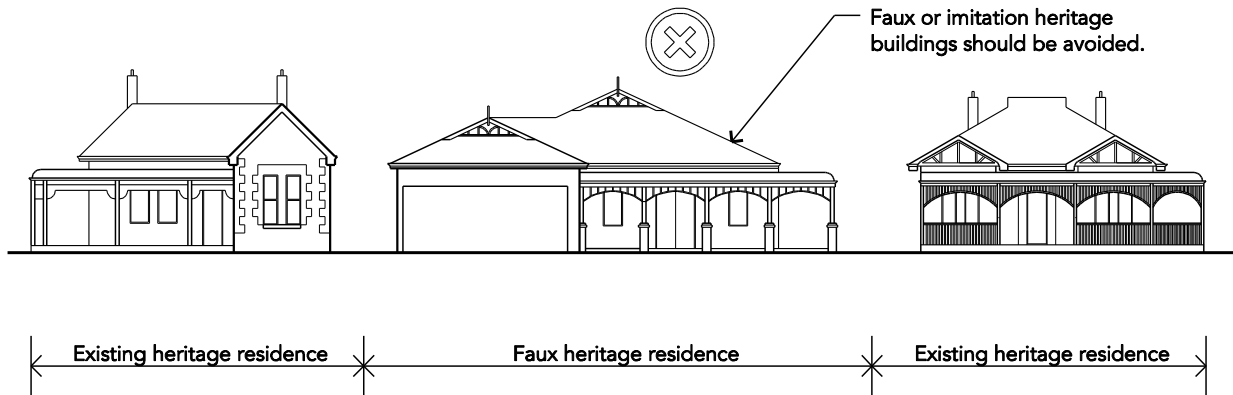 Faux or imitation heritage
buildings should be avoided.
Existing heritage residence
Faux heritage residence
Existing heritage residence